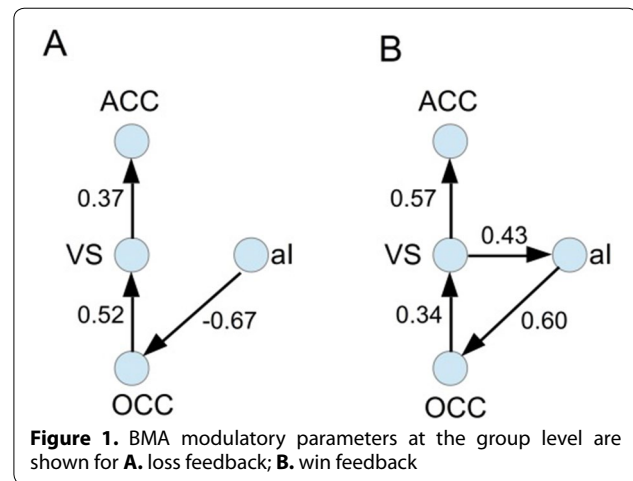 A
B
ACC
ACC
0.37
0.57
VS
aI
VS
0.43
aI
0.52
-0.67
0.34
0.60
OCC
OCC
Figure 1. BMA modulatory parameters at the group level are
shown for A. loss feedback; B. win feedback